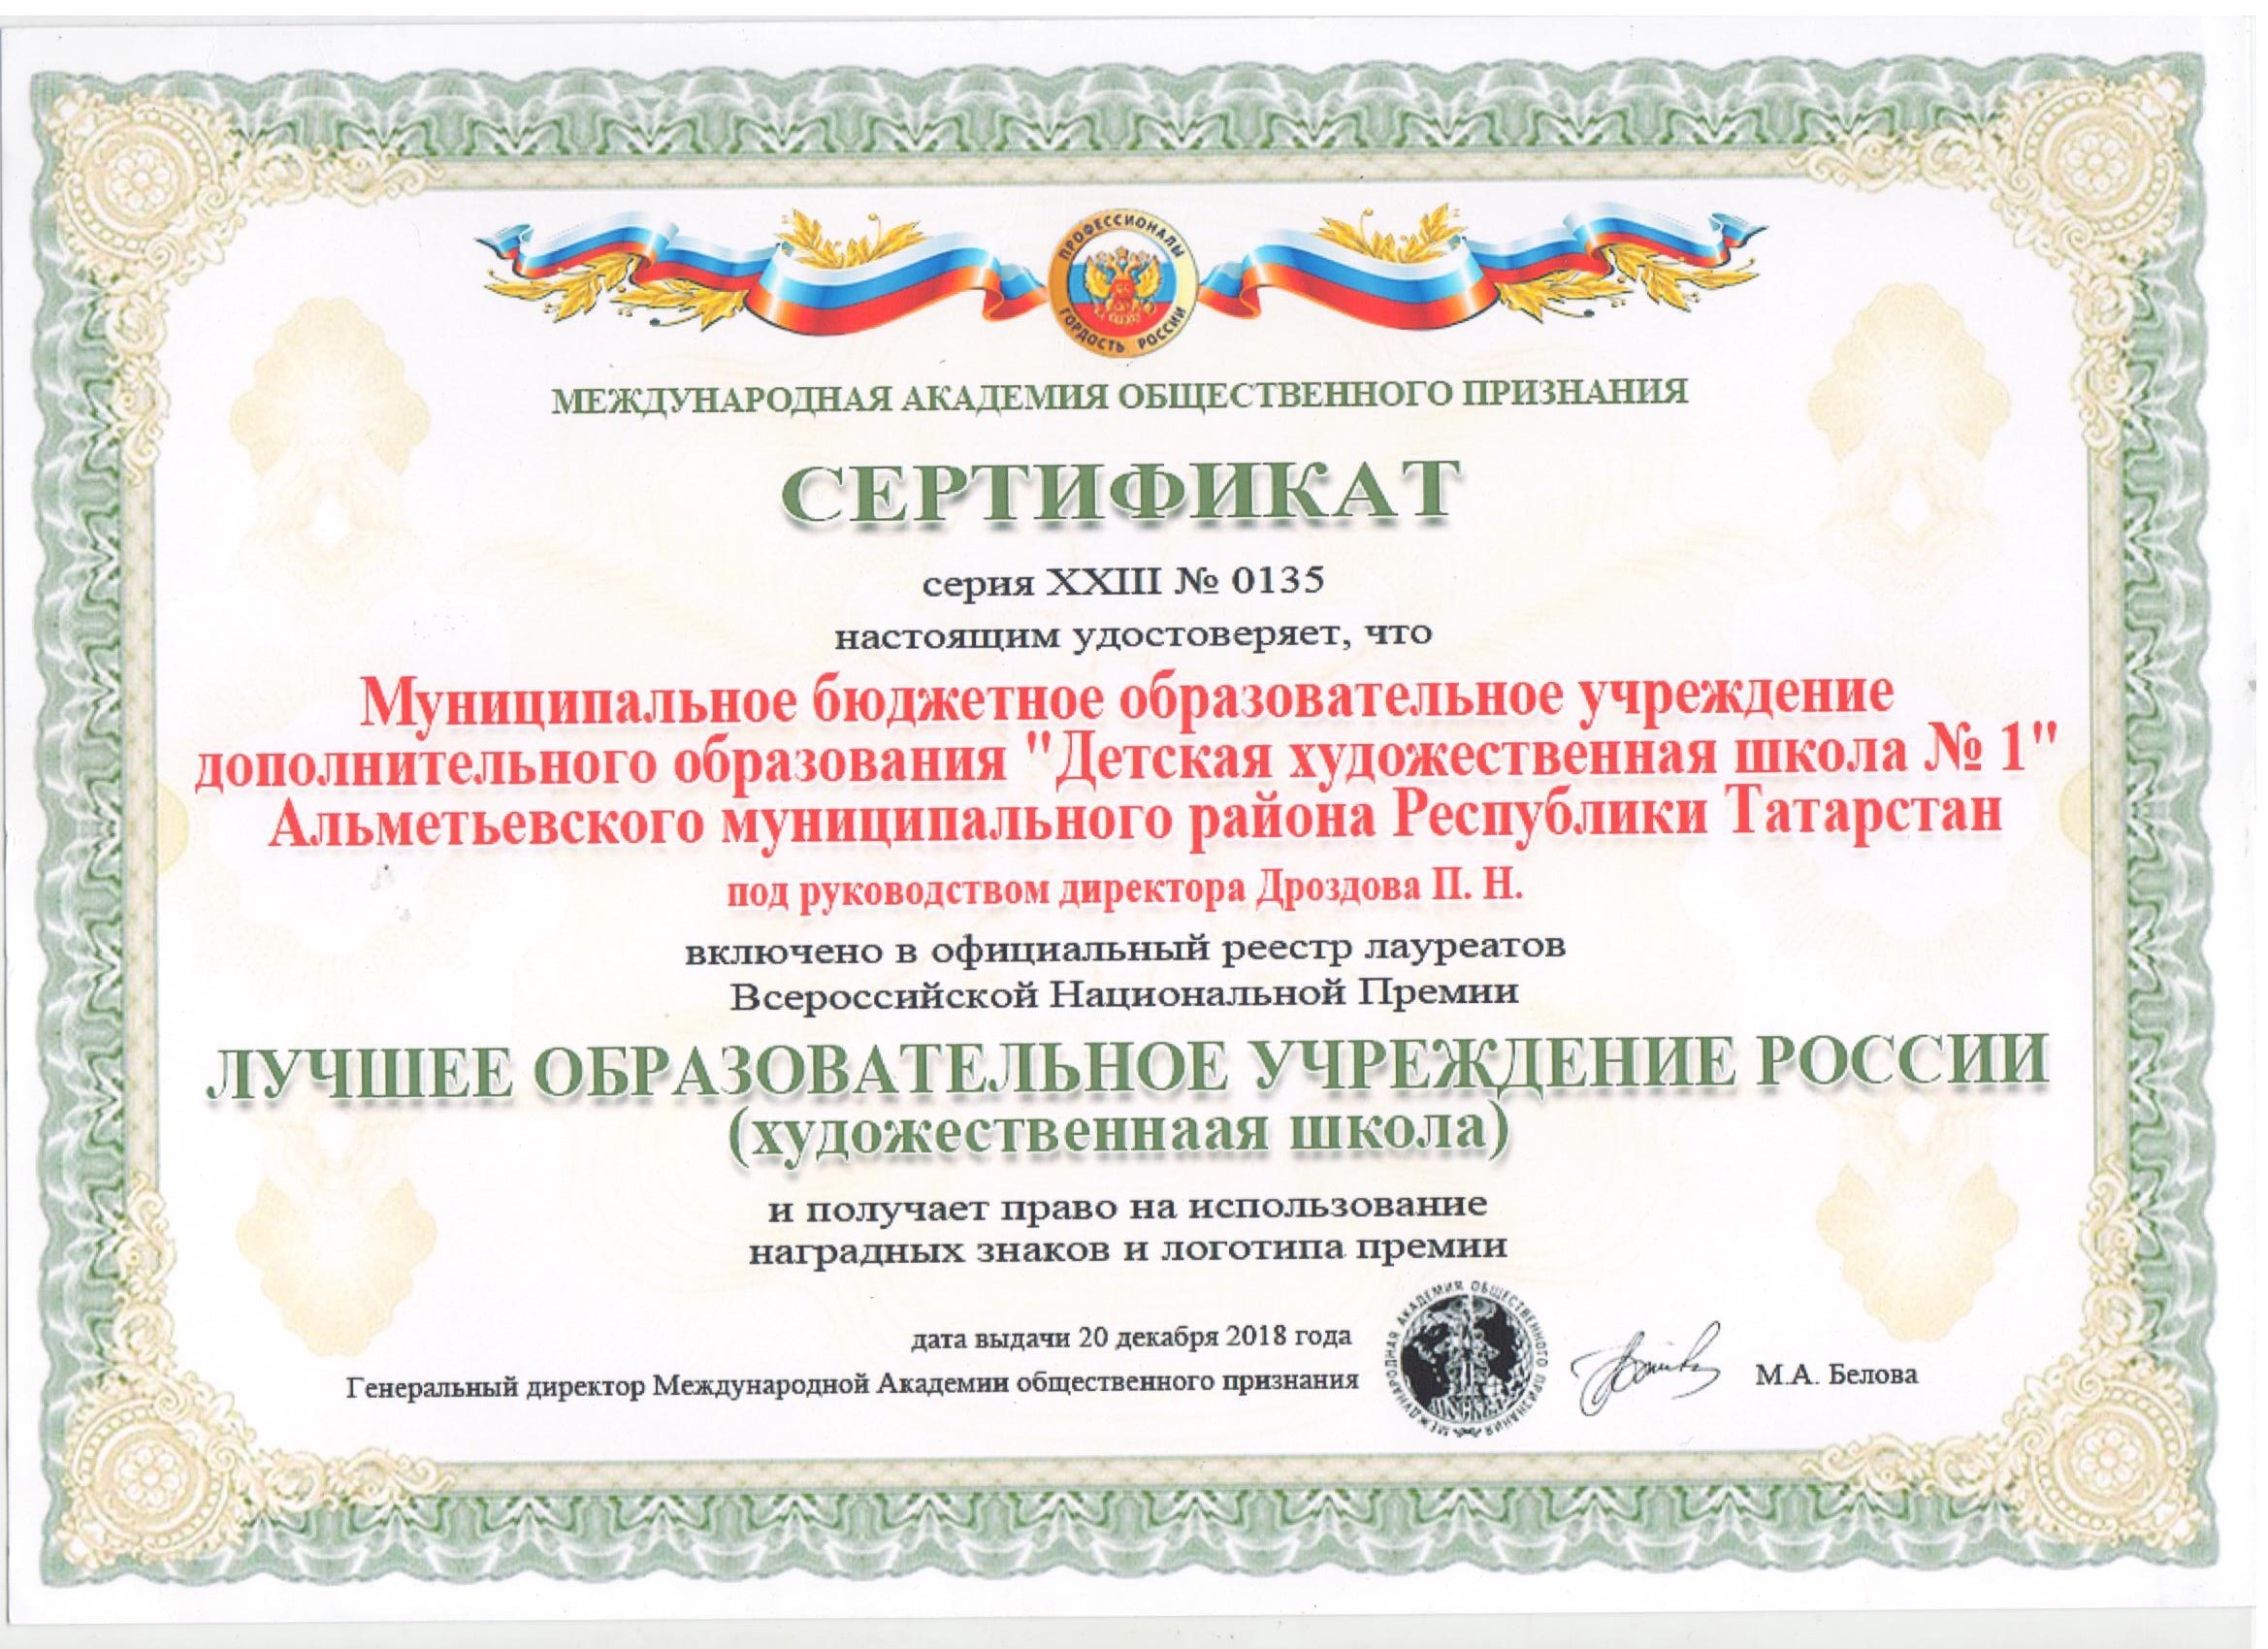 ПРОФЕССИОНАЛЫ
ГОРДОСТЬ РОССИИ
МЕЖДУНАРОДНАЯ АКАДЕМИЯ ОБЩЕСТВЕННОГО ПРИЗНАНИЯ
СЕРТИФИКАТ
серия XXIII № 0135
настоящим удостоверяет, что
Муниципальное бюджетное образовательное учреждение
дополнительного образования "Детская художественная школа № 1"
Альметьевского муниципального района Республики Татарстан
под руководством директора Дроздова П. Н.
включено в официальный реестр лауреатов
Всероссийской Национальной Премии
ЛУЧШЕЕ ОБРАЗОВАТЕЛЬНОЕ УЧРЕЖДЕНИЕ РОССИИ
(художественнаая школа)
и получает право на использование
наградных знаков и логотипа премии
дата выдачи 20 декабря 2018 года
Генеральный директор Международной Академии общественного признания
МЕЖДУНАРОДНАЯ АКАДЕМИЯ ОБЩЕСТВЕННОГО ПРИЗНАНИЯ
МОСКВА
М.А. Белова